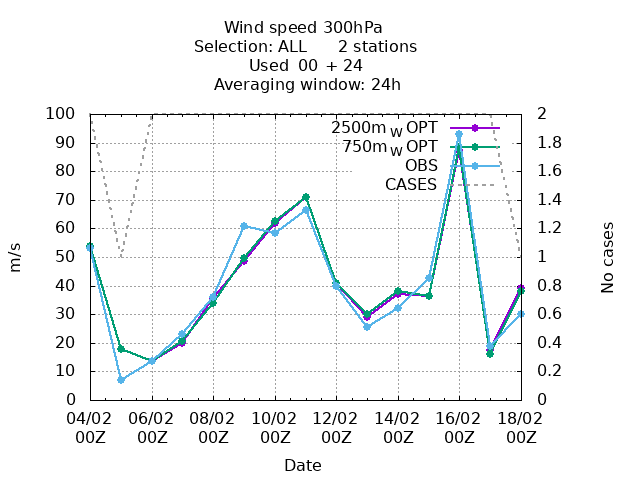 Wind speed 300hPa
Selection: ALL 2 stations
Used 00 + 24
Averaging window: 24h
100 2
90 1.8
80 1.6
70 1.4
60 1.2
50 1
40 0.8
30 0.6
20 0.4
10 0.2
0 0
m/s
No cases
2500m_W OPT
750m_W OPT
OBS
CASES
04/02 06/02 08/02 10/02 12/02 14/02 16/02 18/02
00Z 00Z 00Z 00Z 00Z 00Z 00Z 00Z
Date